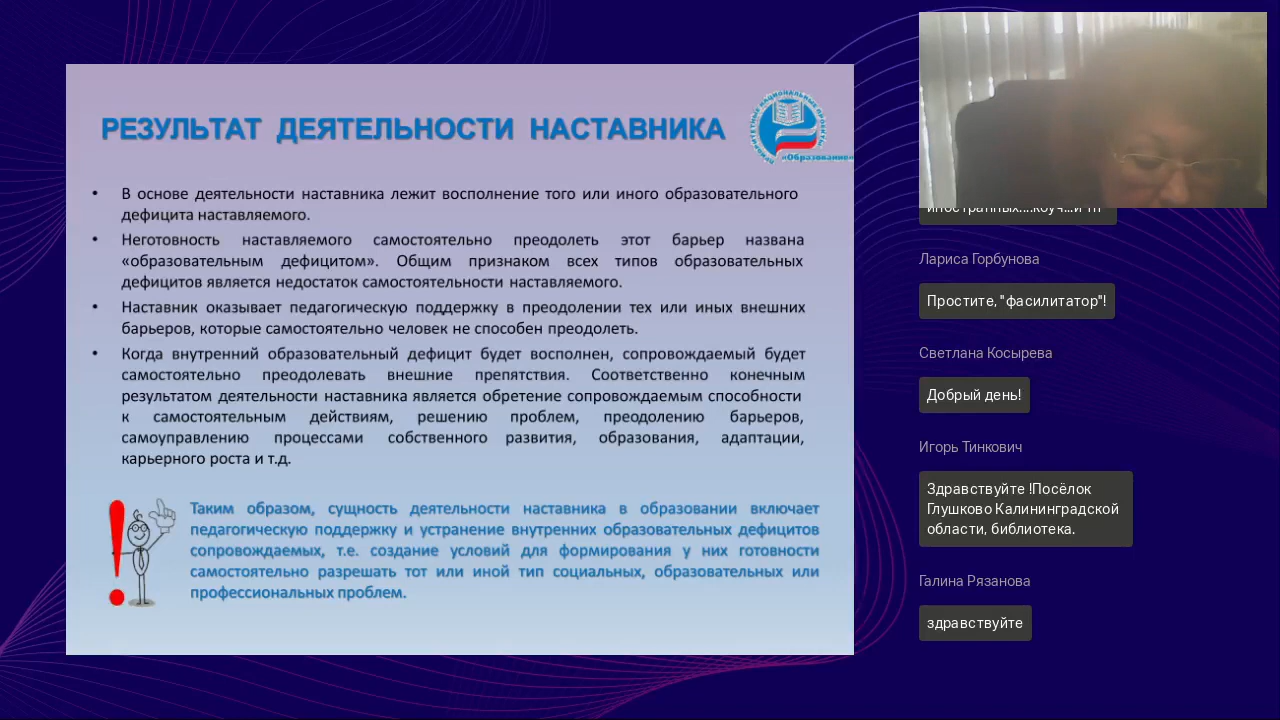 РЕЗУЛЬТАТ ДЕЯТЕЛЬНОСТИ НАСТАВНИКА
ПРИОРИТЕТНЫЕ НАЦИОНАЛЬНЫЕ ПРОЕКТЫ
«Образование»
• В основе деятельности наставника лежит восполнение того или иного образовательного
дефицита наставляемого.
• Неготовность наставляемого самостоятельно преодолеть этот барьер названа
«образовательным дефицитом». Общим признаком всех типов образовательных
дефицитов является недостаток самостоятельности наставляемого.
• Наставник оказывает педагогическую поддержку в преодолении тех или иных внешних
барьеров, которые самостоятельно человек не способен преодолеть.
• Когда внутренний образовательный дефицит будет восполнен, сопровождаемый будет
самостоятельно преодолевать внешние препятствия. Соответственно конечным
результатом деятельности наставника является обретение сопровождаемым способности
к самостоятельным действиям, решению проблем, преодолению барьеров,
самоуправлению процессами собственного развития, образования, адаптации,
карьерного роста и т.д.
Таким образом, сущность деятельности наставника в образовании включает
педагогическую поддержку и устранение внутренних образовательных дефицитов
сопровождаемых, т.е. создание условий для формирования у них готовности
самостоятельно разрешать тот или иной тип социальных, образовательных или
профессиональных проблем.
иностранных....коуч...и тп
Лариса Горбунова
Простите, "фасилитатор"!
Светлана Косырева
Добрый день!
Игорь Тинкович
Здравствуйте !Посёлок
Глушково Калининградской
области, библиотека.
Галина Рязанова
здравствуйте